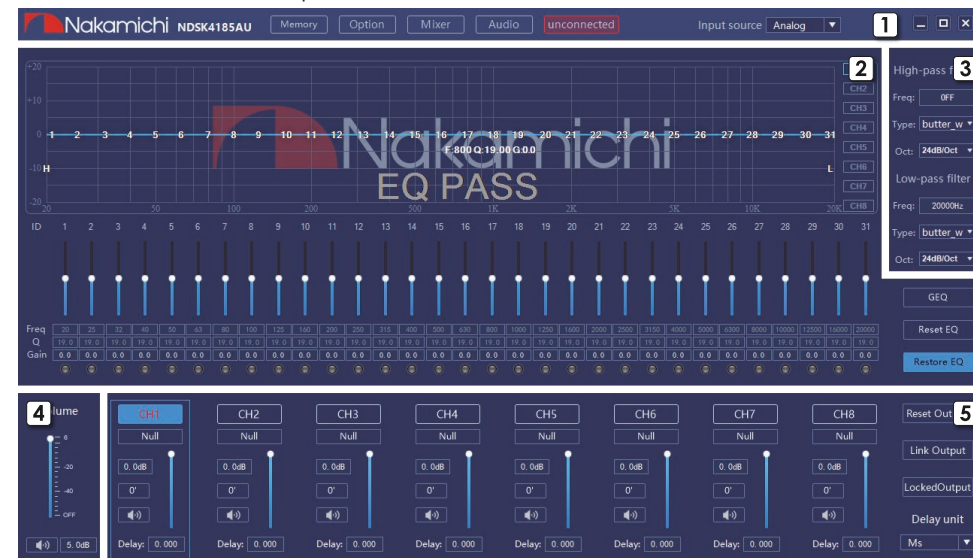 Nakamichi NDSK4185AU Memory Option Mixer Audio unconnected Input source Analog 1
+20 2
CH2
+10
CH3
0 1 2 3 4 5 6 7 8 9 10 11 12 13 14 15 16 17 18 19 20 21 22 23 24 25 26 27 28 29 30 31 CH4
Nakamichi
F:800 Q:19.00 G:0.0 CH5
-10 H L CH6
EQ PASS CH7
-20 CH8
20 50 100 200 500 1K 2K 5K 10K 20K
ID 1 2 3 4 5 6 7 8 9 10 11 12 13 14 15 16 17 18 19 20 21 22 23 24 25 26 27 28 29 30 31
Freq 20 25 32 40 50 63 80 100 125 160 200 250 315 400 500 630 800 1000 1250 1600 2000 2500 3150 4000 5000 6300 8000 10000 12500 16000 20000
Q 19.0 19.0 19.0 19.0 19.0 19.0 19.0 19.0 19.0 19.0 19.0 19.0 19.0 19.0 19.0 19.0 19.0 19.0 19.0 19.0 19.0 19.0 19.0 19.0 19.0 19.0 19.0 19.0 19.0 19.0 19.0
Gain 0.0 0.0 0.0 0.0 0.0 0.0 0.0 0.0 0.0 0.0 0.0 0.0 0.0 0.0 0.0 0.0 0.0 0.0 0.0 0.0 0.0 0.0 0.0 0.0 0.0 0.0 0.0 0.0 0.0 0.0 0.0
High-pass f 3
Freq: OFF
Type: butter_w
Oct: 24dB/Oct
Low-pass filter
Freq: 20000Hz
Type: butter_w
Oct: 24dB/Oct
GEQ
Reset EQ
Restore EQ
4 lume
0
-20
-40
OFF
5.0dB
CH1 CH2 CH3 CH4 CH5 CH6 CH7 CH8
Null Null Null Null Null Null Null Null
0.0dB 0.0dB 0.0dB 0.0dB 0.0dB 0.0dB 0.0dB 0.0dB
0° 0° 0° 0° 0° 0° 0° 0°
Delay: 0.000 Delay: 0.000 Delay: 0.000 Delay: 0.000 Delay: 0.000 Delay: 0.000 Delay: 0.000 Delay: 0.000
Reset Out 5
Link Output
LockedOutput
Delay unit
Ms